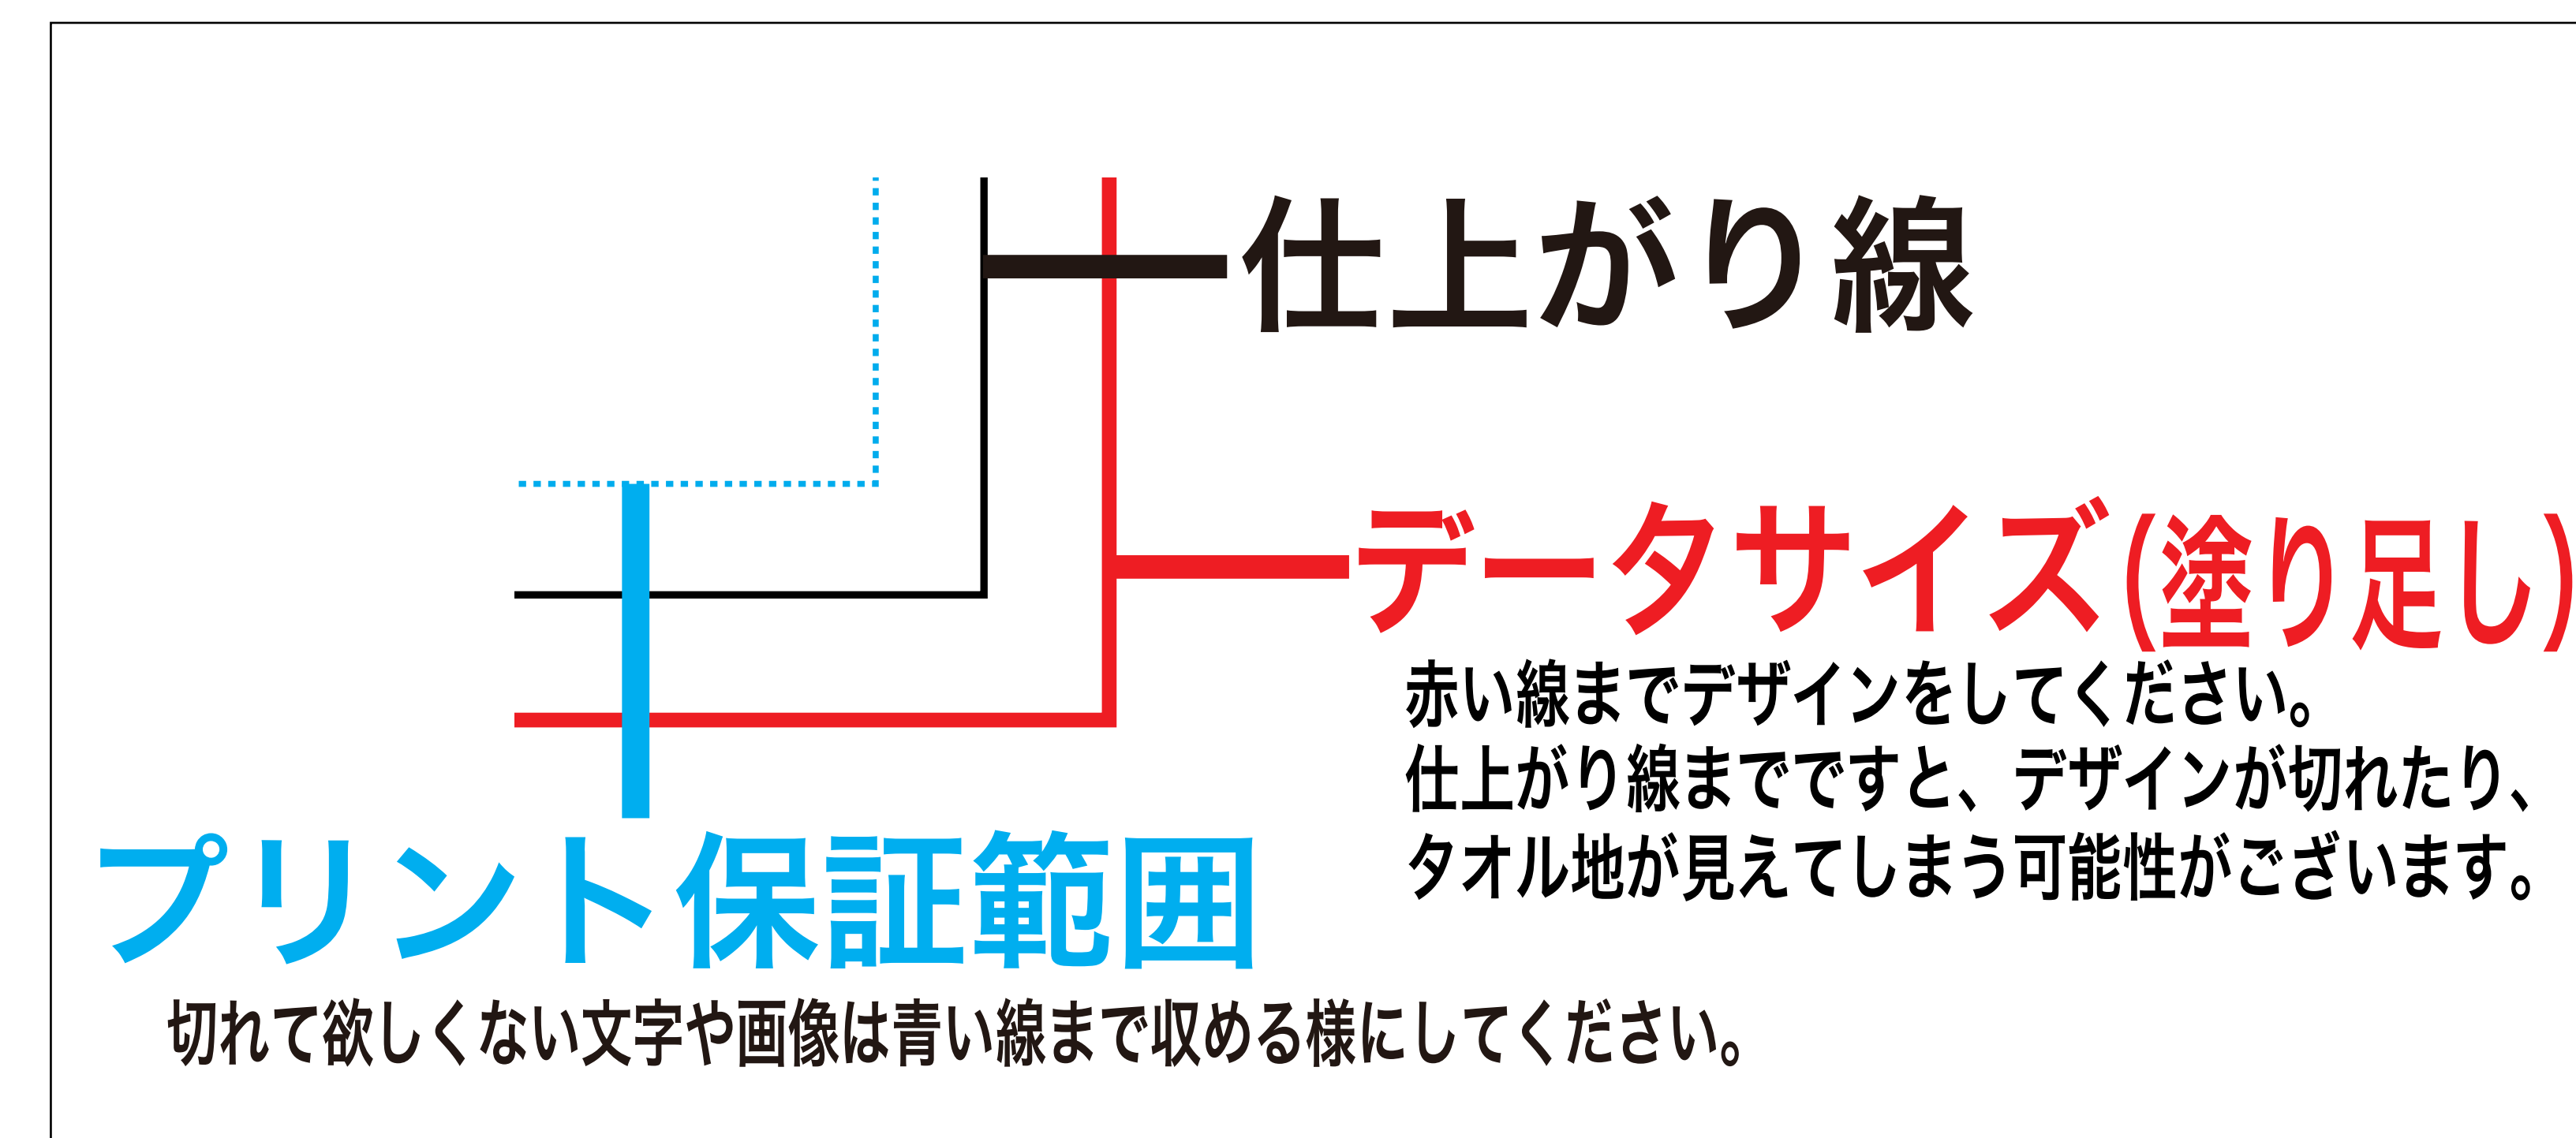 仕上がり線
データサイズ(塗り足し)
赤い線までデザインをしてください。
仕上がり線までですと、デザインが切れたり、
タオル地が見えてしまう可能性がございます。
プリント保証範囲
切れて欲しくない文字や画像は青い線まで収める様にしてください。